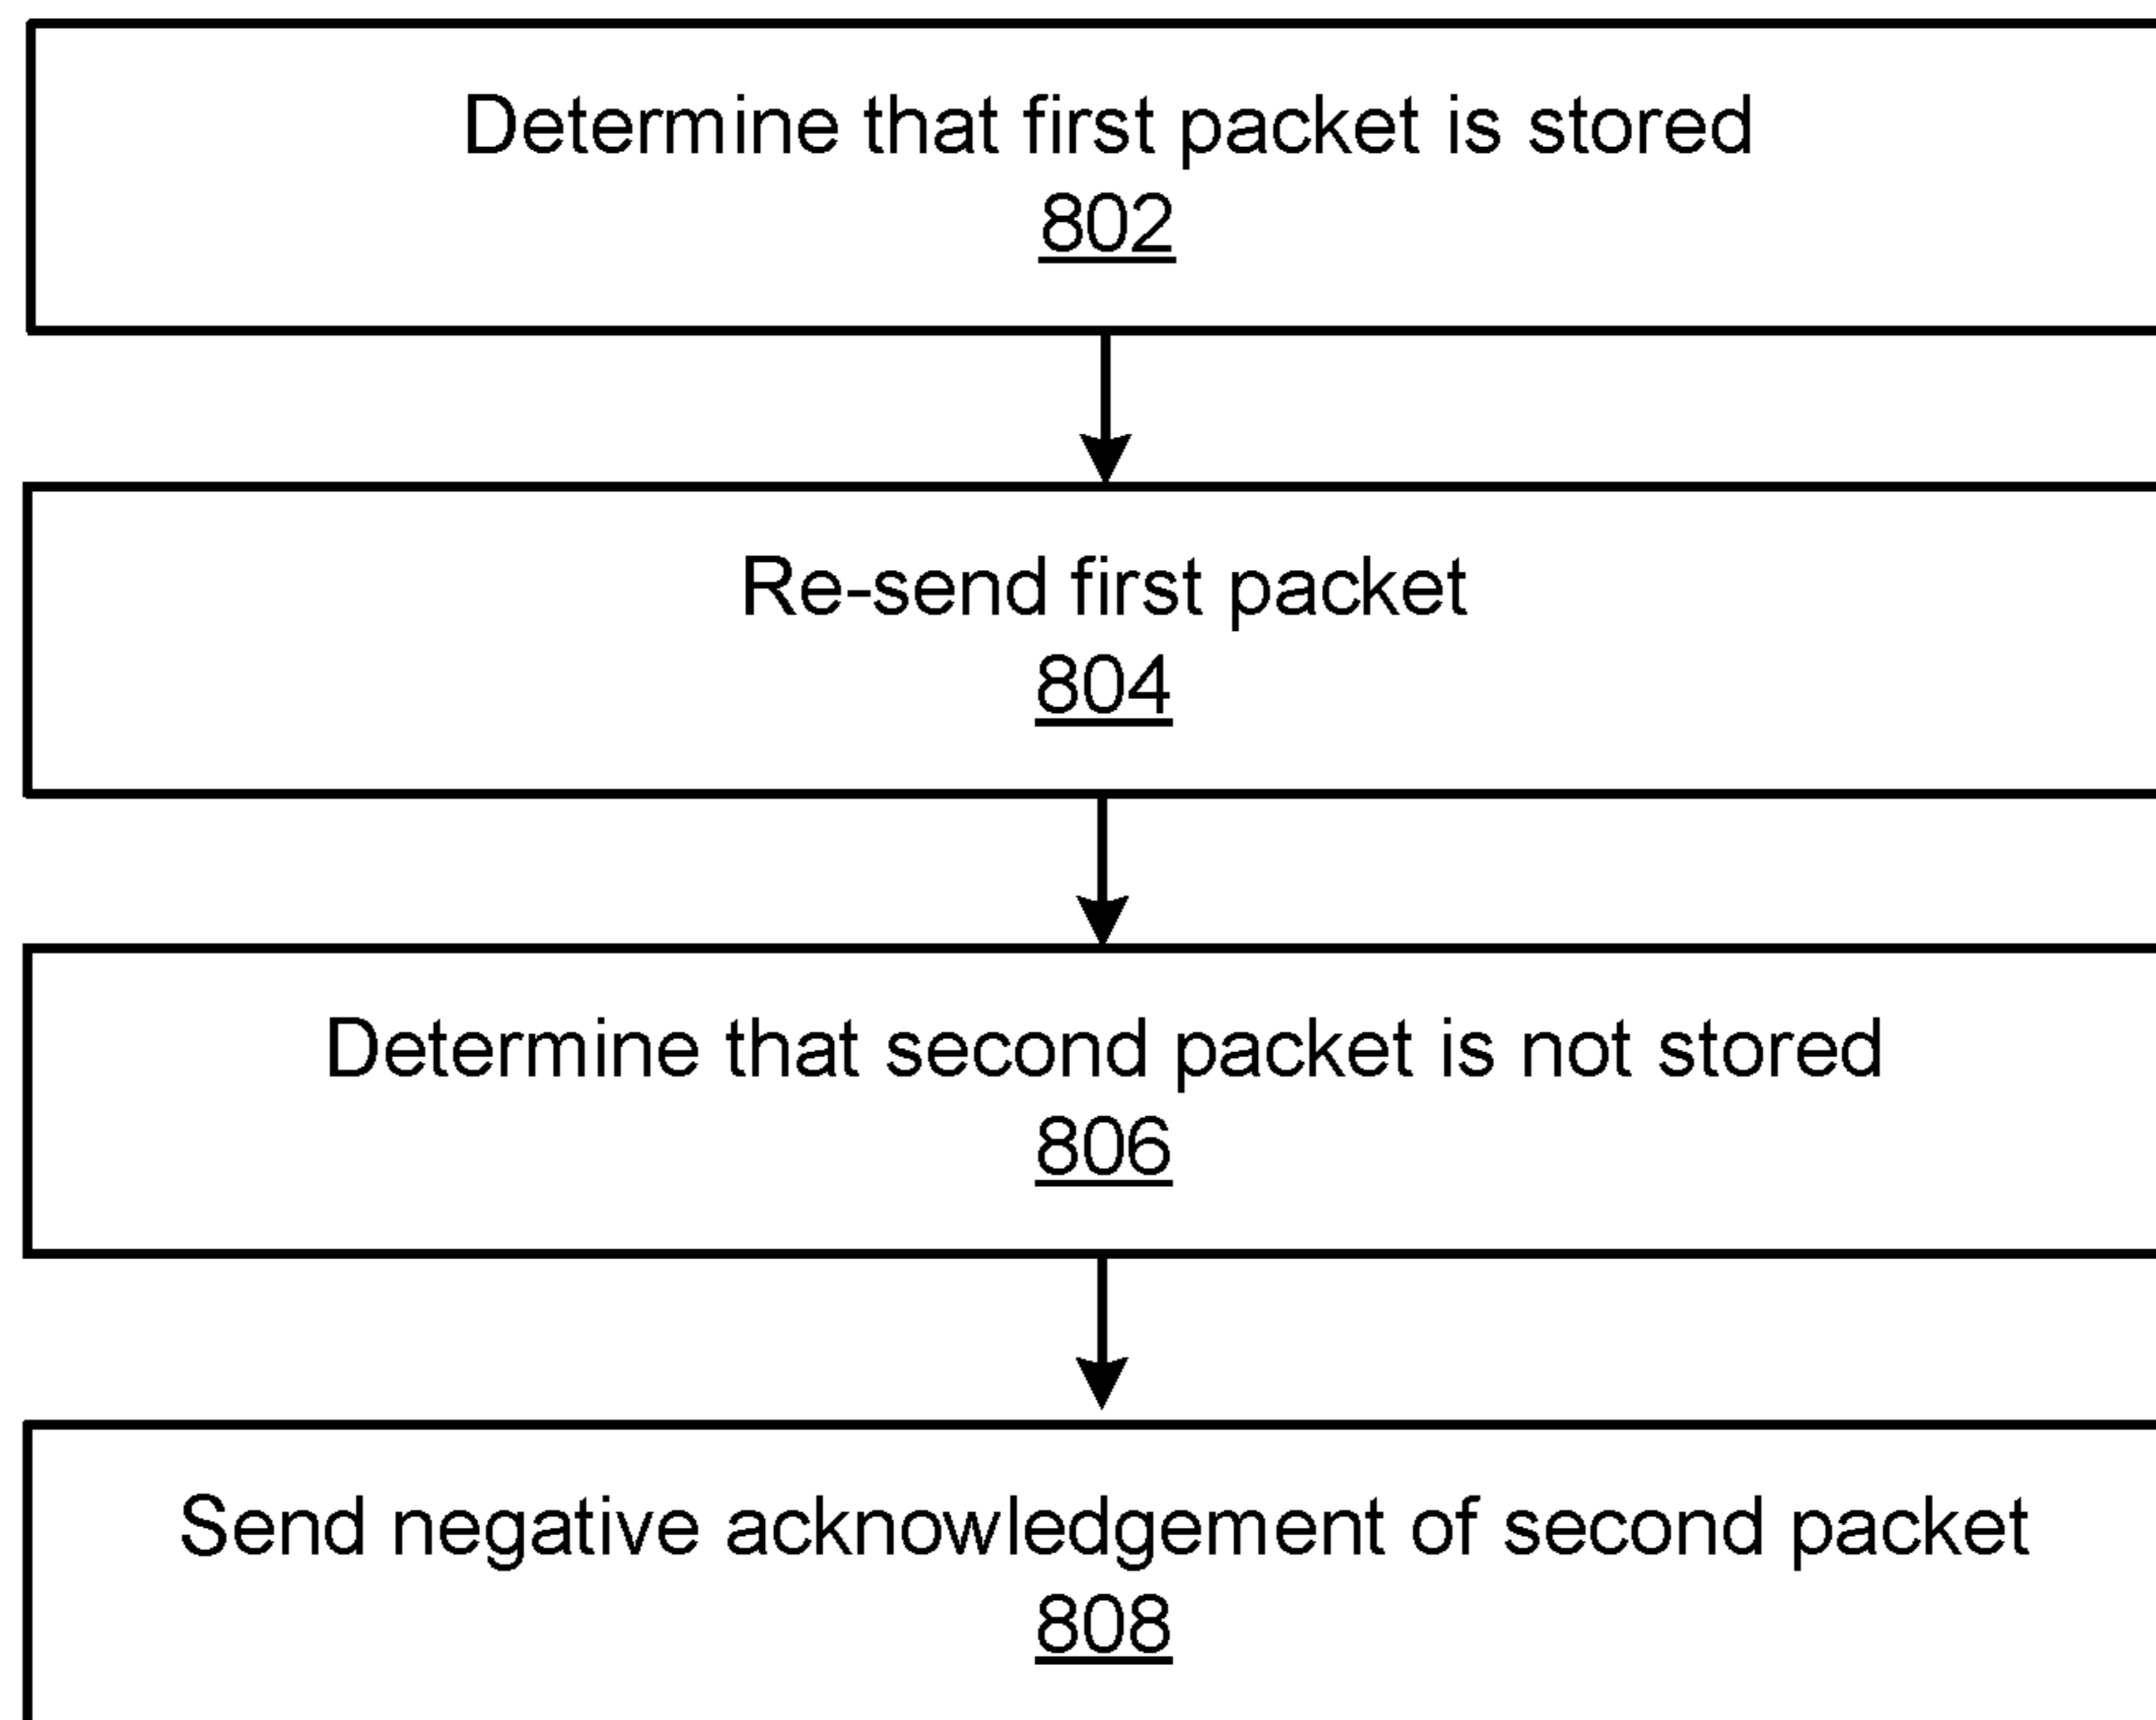 Determine that first packet is stored
802
Re-send first packet
804
Determine that second packet is not stored
806
Send negative acknowledgement of second packet
808